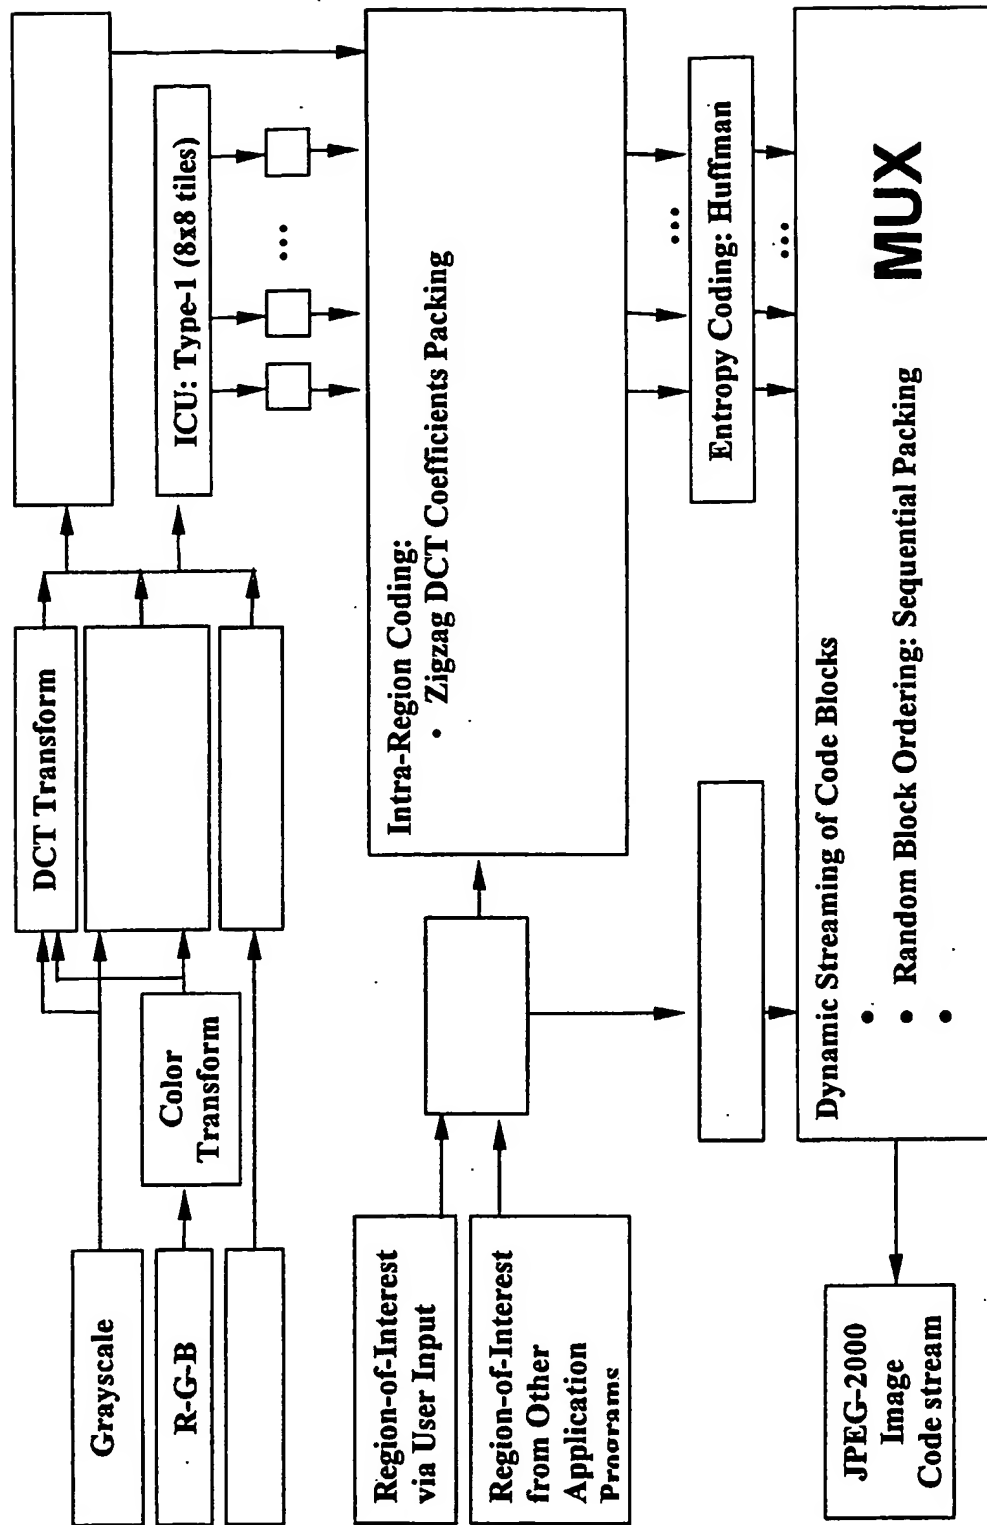 Grayscale
R-G-B
Color
Transform
DCT Transform
ICU: Type-1 (8x8 tiles)
...
Region-of-Interest
via User Input
Region-of-Interest
from Other
Application
Programs
Intra-Region Coding:
• Zigzag DCT Coefficients Packing
...
Entropy Coding: Huffman
...
Dynamic Streaming of Code Blocks
•
• Random Block Ordering: Sequential Packing
•
MUX
JPEG-2000
Image
Code stream